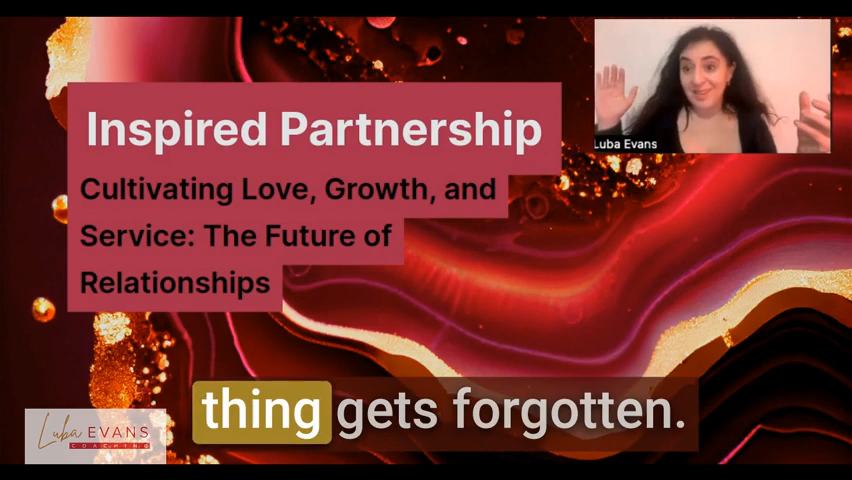 Inspired Partnership
Cultivating Love, Growth, and
Service: The Future of
Relationships
Luba Evans
thing gets forgotten.
Luba EVANS
COACHING